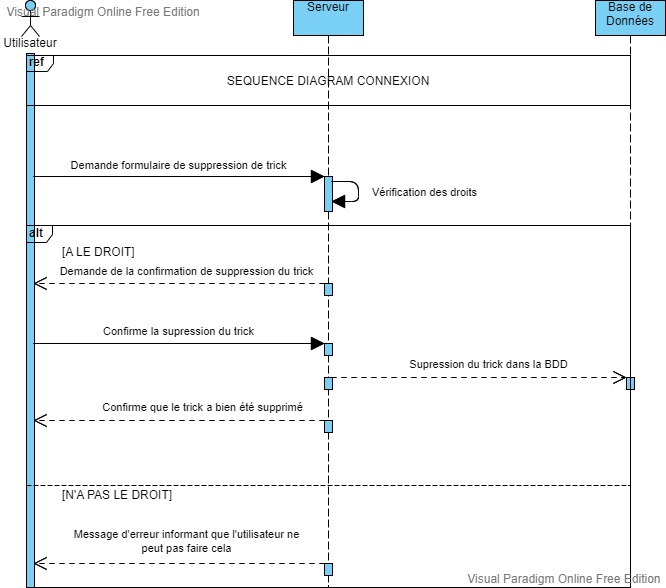 Visual Paradigm Online Free Edition
Serveur
Base de
Données
Utilisateur
ref
SEQUENCE DIAGRAM CONNEXION
Demande formulaire de suppression de trick
Vérification des droits
alt
[A LE DROIT]
Demande de la confirmation de suppression du trick
Confirme la supression du trick
Supression du trick dans la BDD
Confirme que le trick a bien été supprimé
[N'A PAS LE DROIT]
Message d'erreur informant que l'utilisateur ne
peut pas faire cela
Visual Paradigm Online Free Edition